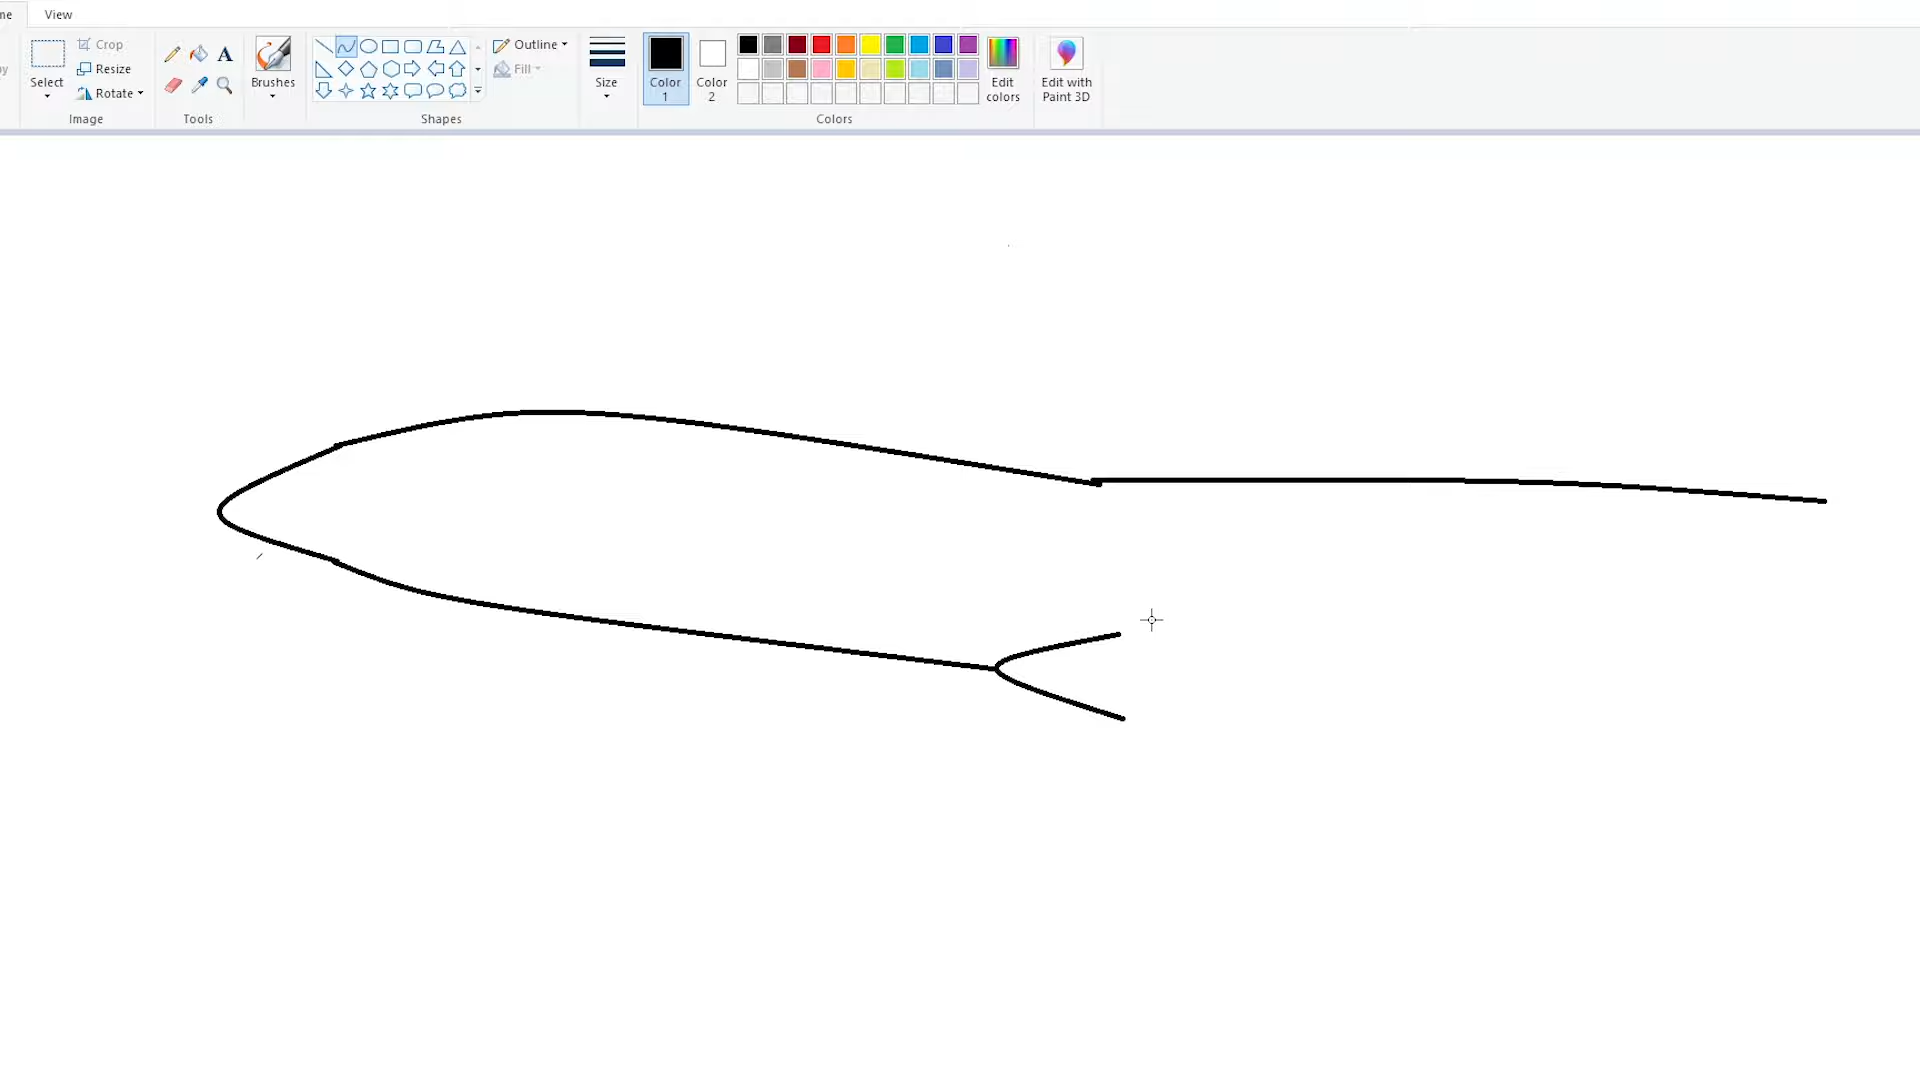 me View
Select
Crop
Resize
Rotate
Image
Tools
Brushes
Shapes
Outline
Fill
Size
Color 1
Color 2
Colors
Edit colors
Edit with Paint 3D